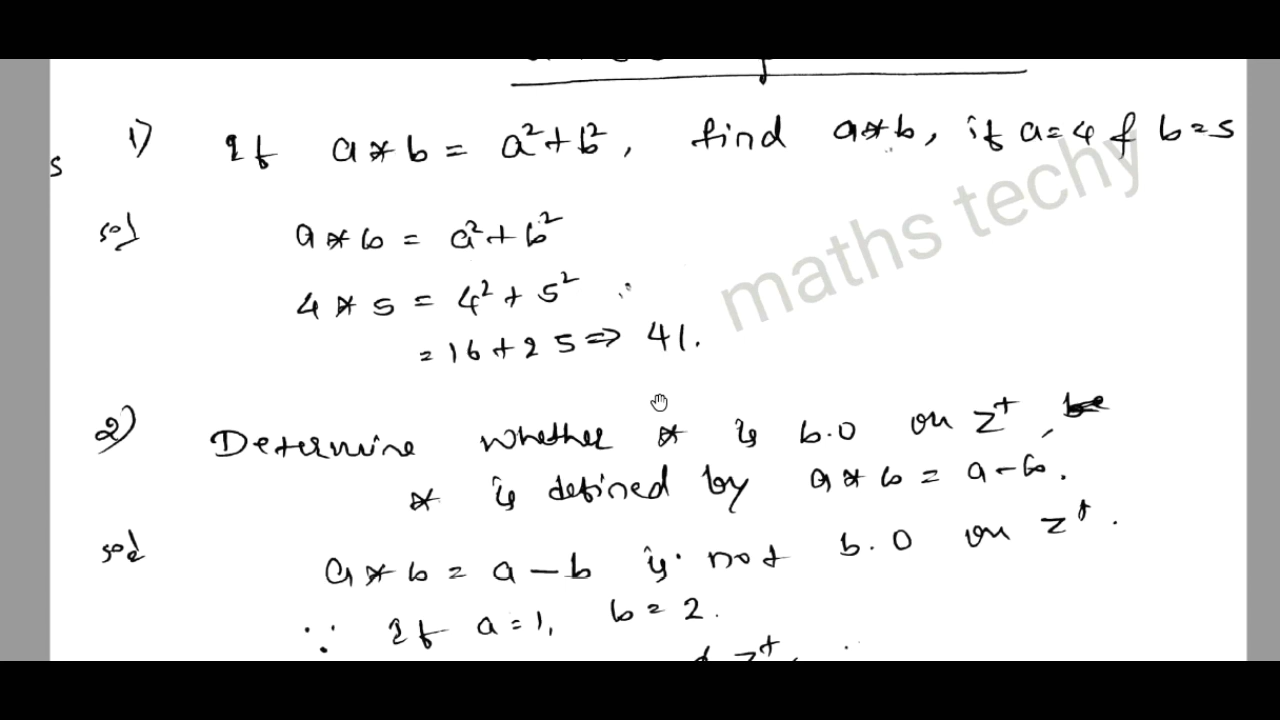 1) If a * b = a² + b², find a * b, if a=4 & b=5
s
sol a * b = a² + b²
4 * 5 = 4² + 5²
= 16 + 25 ⇒ 41.
maths techy
2) Determine whether * is b.o on Z⁺,
* is defined by a * b = a - b.
sol a * b = a - b is not b.o on Z⁺.
∵ If a = 1, b = 2.
∉ Z⁺,